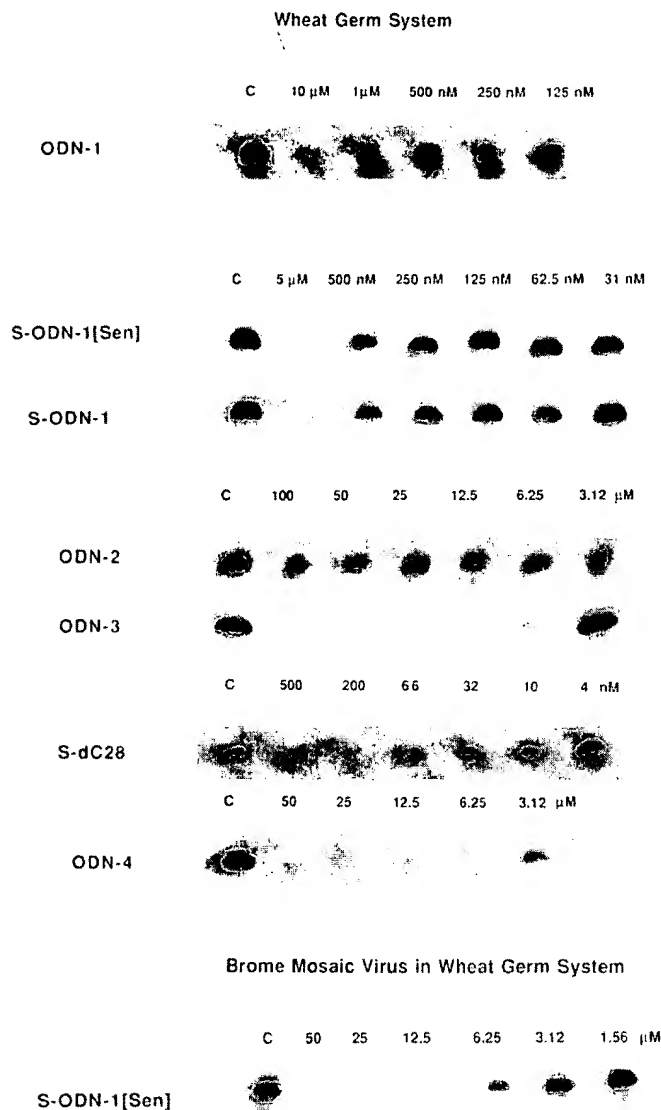 Wheat Germ System
C 10 µM 1µM 500 nM 250 nM 125 nM
ODN-1
C 5 µM 500 nM 250 nM 125 nM 62.5 nM 31 nM
S-ODN-1[Sen]
S-ODN-1
C 100 50 25 12.5 6.25 3.12 µM
ODN-2
ODN-3
C 500 200 66 32 10 4 nM
S-dC28
C 50 25 12.5 6.25 3.12 µM
ODN-4
Brome Mosaic Virus in Wheat Germ System
C 50 25 12.5 6.25 3.12 1.56 µM
S-ODN-1[Sen]